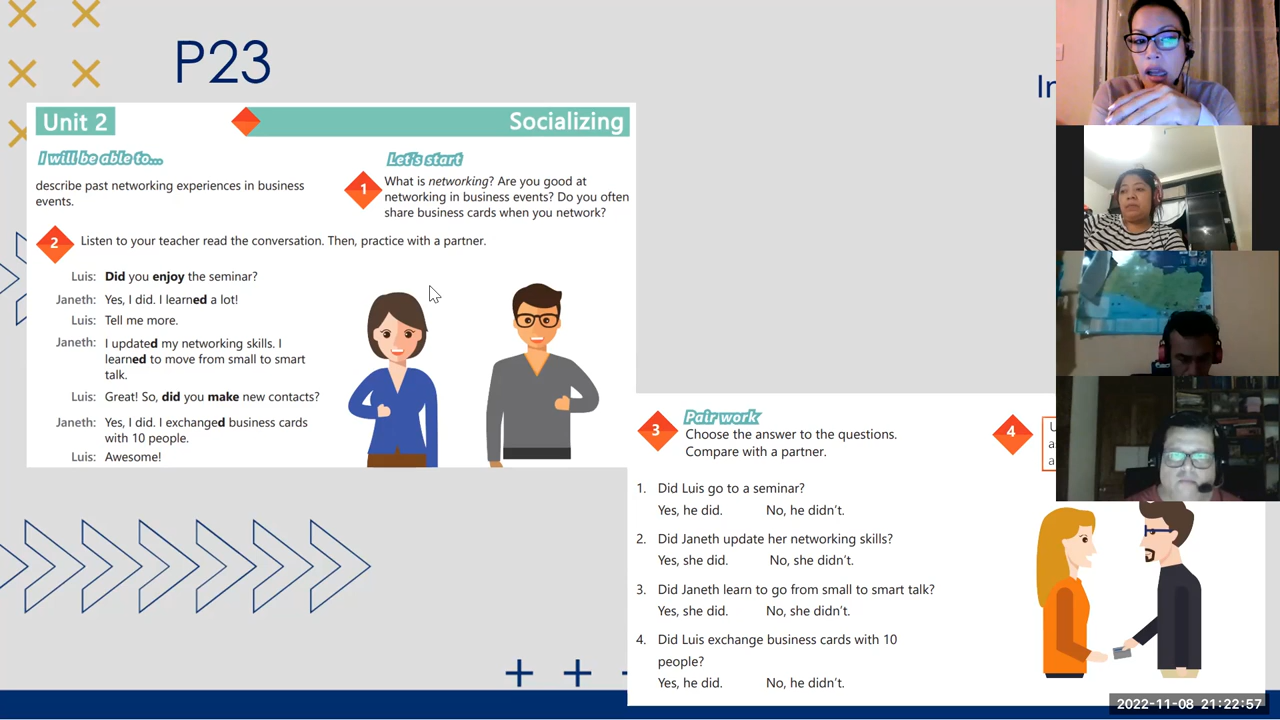 P23
In
Unit 2
Socializing
I will be able to...
describe past networking experiences in business
events.
Let's start
1
What is networking? Are you good at
networking in business events? Do you often
share business cards when you network?
2
Listen to your teacher read the conversation. Then, practice with a partner.
Luis: Did you enjoy the seminar?
Janeth: Yes, I did. I learned a lot!
Luis: Tell me more.
Janeth: I updated my networking skills. I
learned to move from small to smart
talk.
Luis: Great! So, did you make new contacts?
Janeth: Yes, I did. I exchanged business cards
with 10 people.
Luis: Awesome!
3
Pair work
Choose the answer to the questions.
Compare with a partner.
1. Did Luis go to a seminar?
Yes, he did. No, he didn't.
2. Did Janeth update her networking skills?
Yes, she did. No, she didn't.
3. Did Janeth learn to go from small to smart talk?
Yes, she did. No, she didn't.
4. Did Luis exchange business cards with 10
people?
Yes, he did. No, he didn't.
4
U
a
a
2022-11-08 21:22:57